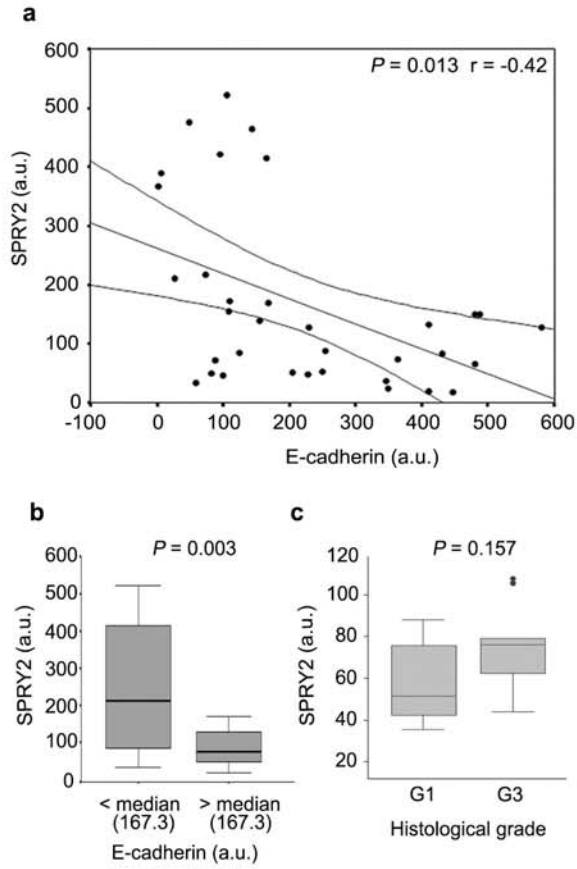 a
P = 0.013 r = -0.42
600
500
400
300
200
100
0
SPRY2 (a.u.)
-100 0 100 200 300 400 500 600
E-cadherin (a.u.)
b
P = 0.003
600
500
400
300
200
100
0
SPRY2 (a.u.)
< median > median
(167.3) (167.3)
E-cadherin (a.u.)
c
P = 0.157
120
100
80
60
40
20
SPRY2 (a.u.)
G1 G3
Histological grade